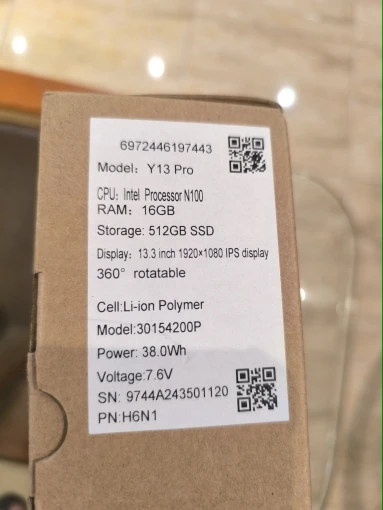 6972446197443
Model: Y13 Pro
CPU: Intel Processor N100
RAM: 16GB
Storage: 512GB SSD
Display: 13.3 inch 1920×1080 IPS display
360° rotatable
Cell:Li-ion Polymer
Model:30154200P
Power: 38.0Wh
Voltage:7.6V
SN: 9744A243501120
PN:H6N1